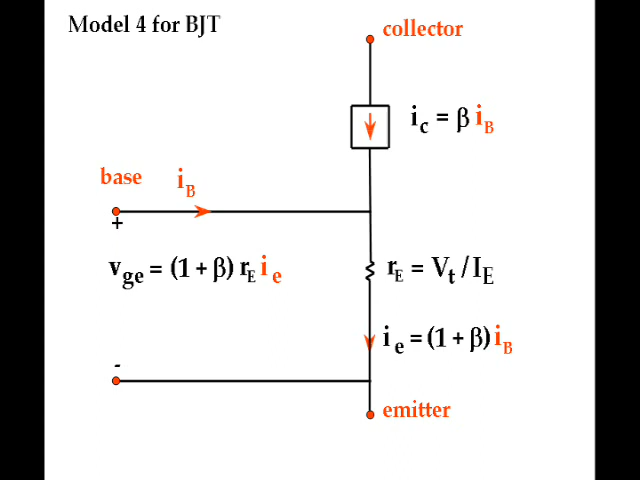 Model 4 for BJT
collector
i_c = β i_B
base
i_B
+
v_ge = (1 + β) r_E i_e
r_E = V_t / I_E
i_e = (1 + β) i_B
-
emitter